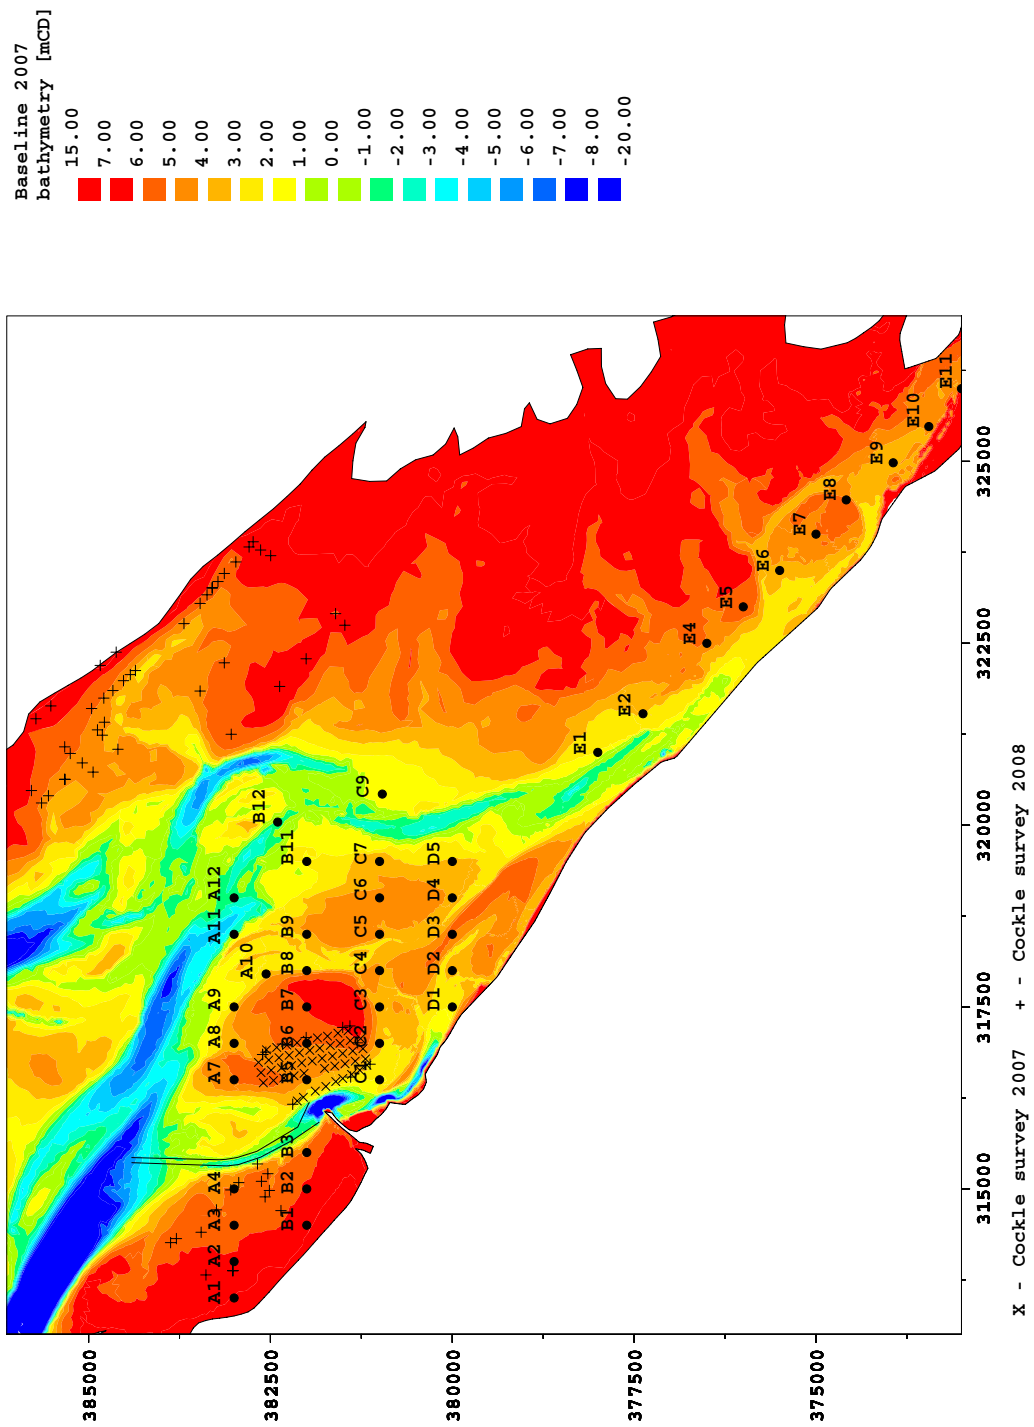 Baseline 2007
bathymetry [mCD]
15.00
7.00
6.00
5.00
4.00
3.00
2.00
1.00
0.00
-1.00
-2.00
-3.00
-4.00
-5.00
-6.00
-7.00
-8.00
-20.00
A1
A2
A3
A4
A7
A8
A9
A10
A11
A12
B1
B2
B3
B5
B6
B7
B8
B9
B11
B12
C1
C2
C3
C4
C5
C6
C7
C9
D1
D2
D3
D4
D5
E1
E2
E4
E5
E6
E7
E8
E9
E10
E11
385000
382500
380000
377500
375000
315000
317500
320000
322500
325000
X - Cockle survey 2007 + - Cockle survey 2008